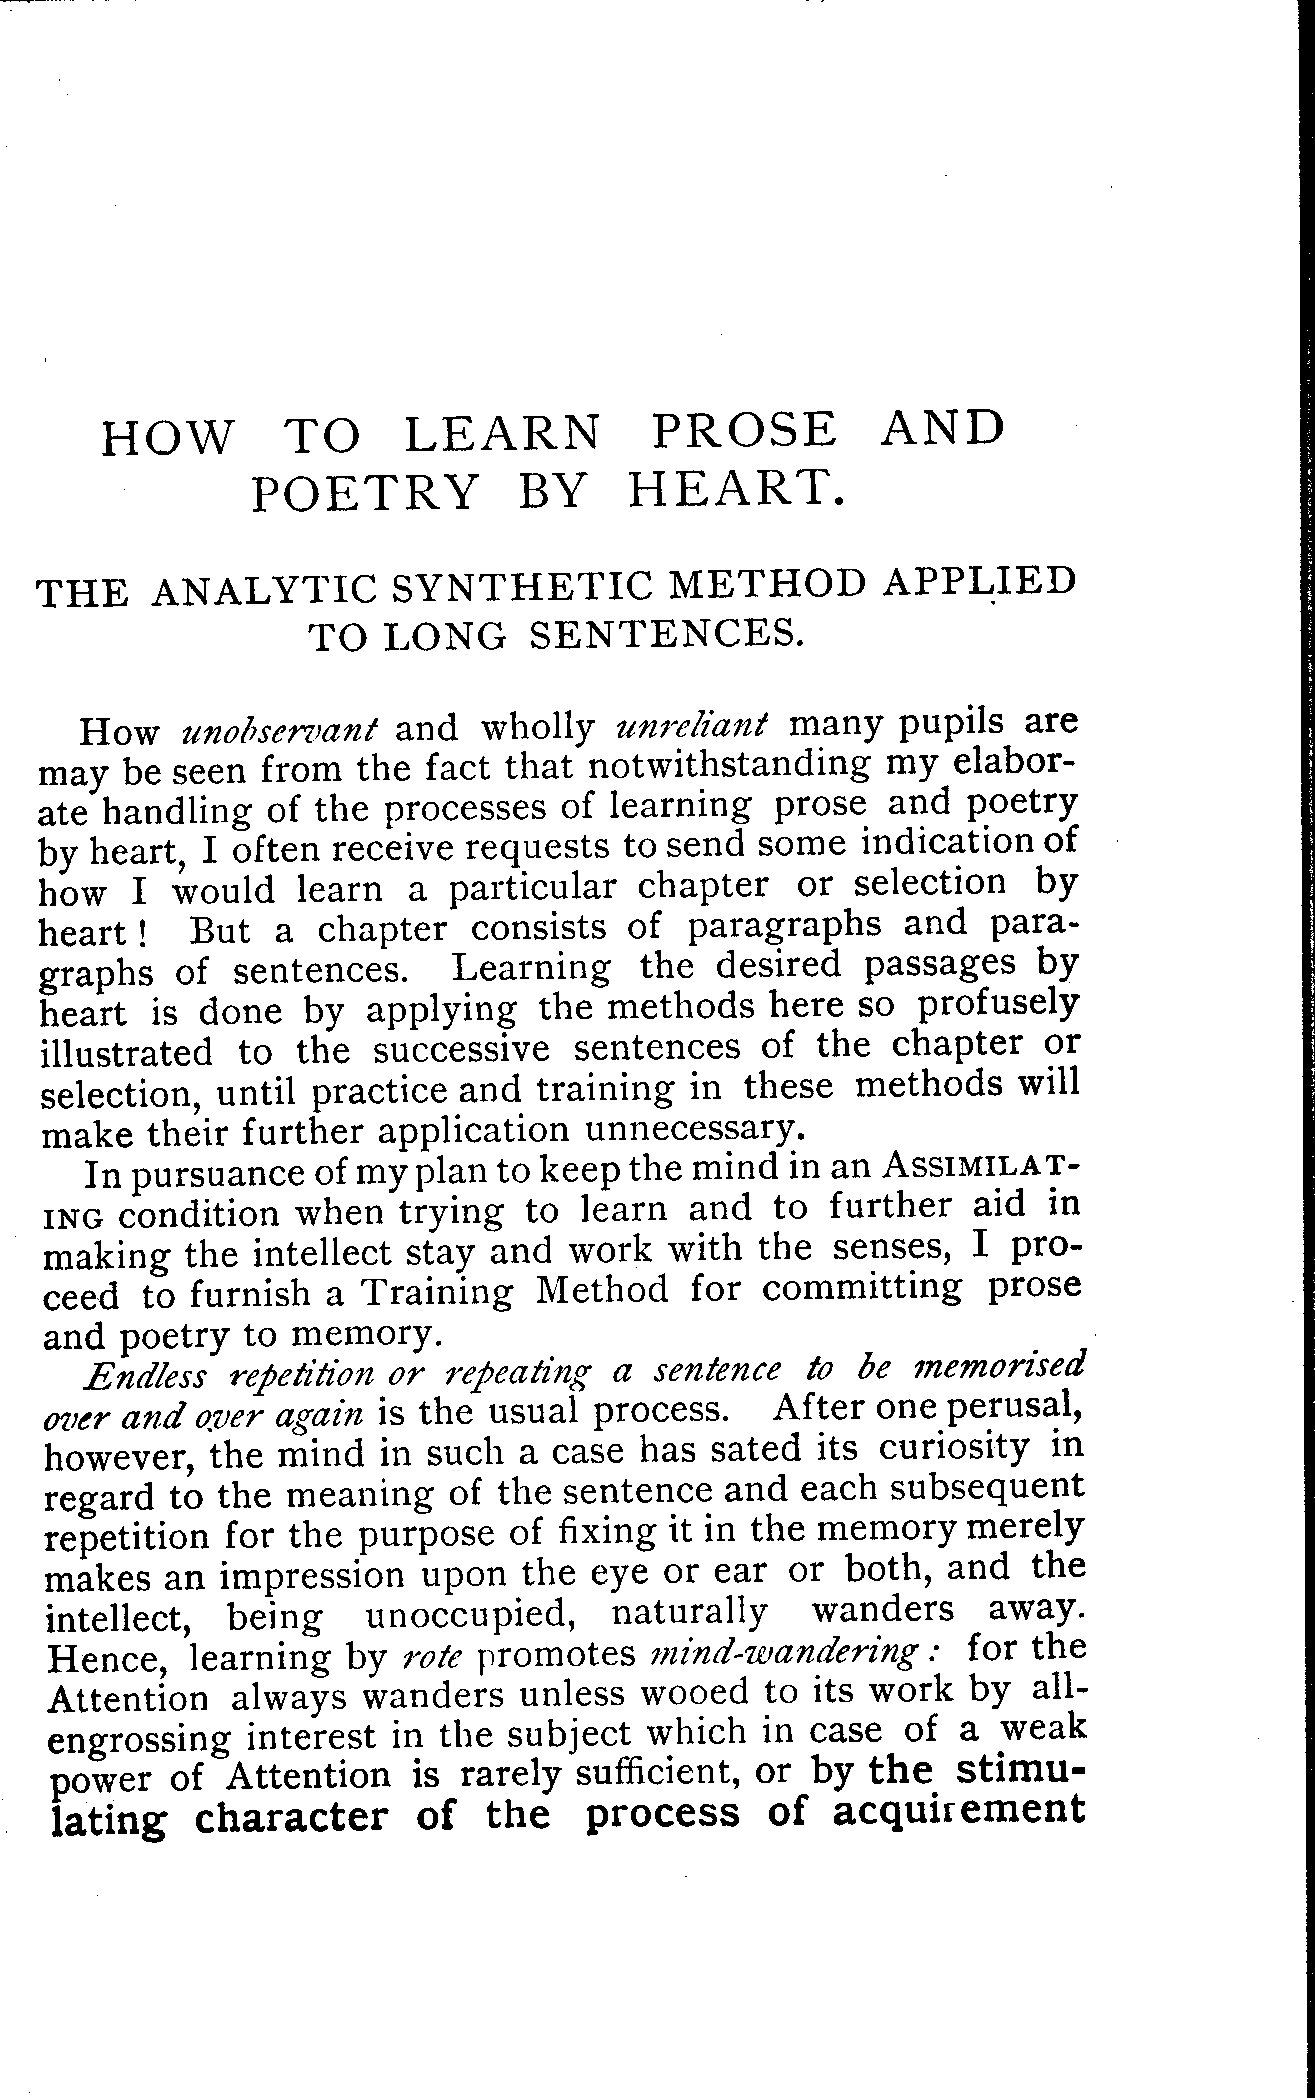 HOW TO LEARN PROSE AND
POETRY BY HEART.
THE ANALYTIC SYNTHETIC METHOD APPLIED
TO LONG SENTENCES.
How unobservant and wholly unreliant many pupils are
may be seen from the fact that notwithstanding my elabor-
ate handling of the processes of learning prose and poetry
by heart, I often receive requests to send some indication of
how I would learn a particular chapter or selection by
heart! But a chapter consists of paragraphs and para-
graphs of sentences. Learning the desired passages by
heart is done by applying the methods here so profusely
illustrated to the successive sentences of the chapter or
selection, until practice and training in these methods will
make their further application unnecessary.
In pursuance of my plan to keep the mind in an ASSIMILAT-
ING condition when trying to learn and to further aid in
making the intellect stay and work with the senses, I pro-
ceed to furnish a Training Method for committing prose
and poetry to memory.
Endless repetition or repeating a sentence to be memorised
over and over again is the usual process. After one perusal,
however, the mind in such a case has sated its curiosity in
regard to the meaning of the sentence and each subsequent
repetition for the purpose of fixing it in the memory merely
makes an impression upon the eye or ear or both, and the
intellect, being unoccupied, naturally wanders away.
Hence, learning by rote promotes mind-wandering: for the
Attention always wanders unless wooed to its work by all-
engrossing interest in the subject which in case of a weak
power of Attention is rarely sufficient, or by the stimu-
lating character of the process of acquirement